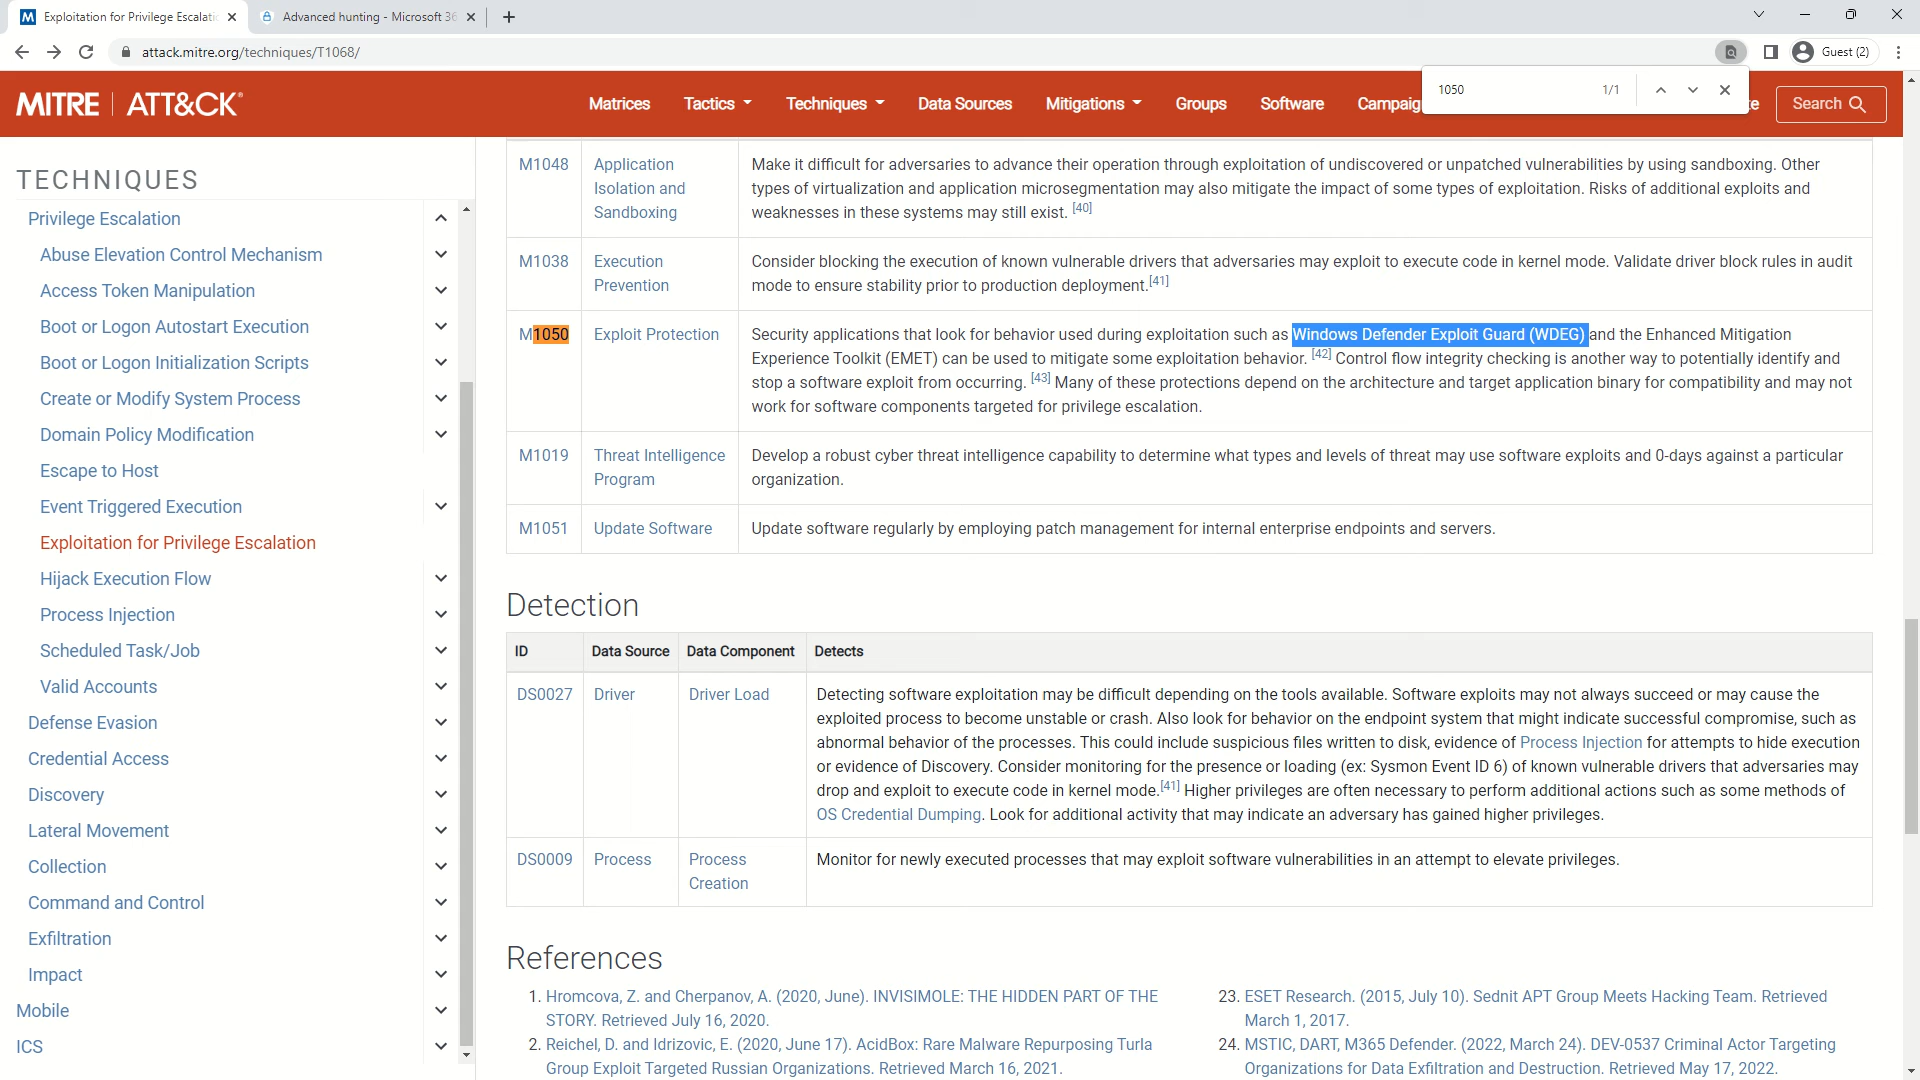 Exploitation for Privilege Escalati
Advanced hunting - Microsoft 36
attack.mitre.org/techniques/T1068/
Guest (2)
1050
1/1
MITRE | ATT&CK®
Matrices
Tactics
Techniques
Data Sources
Mitigations
Groups
Software
Campaig
te
Search
TECHNIQUES
Privilege Escalation
Abuse Elevation Control Mechanism
Access Token Manipulation
Boot or Logon Autostart Execution
Boot or Logon Initialization Scripts
Create or Modify System Process
Domain Policy Modification
Escape to Host
Event Triggered Execution
Exploitation for Privilege Escalation
Hijack Execution Flow
Process Injection
Scheduled Task/Job
Valid Accounts
Defense Evasion
Credential Access
Discovery
Lateral Movement
Collection
Command and Control
Exfiltration
Impact
Mobile
ICS
M1048
Application
Isolation and
Sandboxing
Make it difficult for adversaries to advance their operation through exploitation of undiscovered or unpatched vulnerabilities by using sandboxing. Other
types of virtualization and application microsegmentation may also mitigate the impact of some types of exploitation. Risks of additional exploits and
weaknesses in these systems may still exist. [40]
M1038
Execution
Prevention
Consider blocking the execution of known vulnerable drivers that adversaries may exploit to execute code in kernel mode. Validate driver block rules in audit
mode to ensure stability prior to production deployment.[41]
M1050
Exploit Protection
Security applications that look for behavior used during exploitation such as Windows Defender Exploit Guard (WDEG) and the Enhanced Mitigation
Experience Toolkit (EMET) can be used to mitigate some exploitation behavior. [42] Control flow integrity checking is another way to potentially identify and
stop a software exploit from occurring. [43] Many of these protections depend on the architecture and target application binary for compatibility and may not
work for software components targeted for privilege escalation.
M1019
Threat Intelligence
Program
Develop a robust cyber threat intelligence capability to determine what types and levels of threat may use software exploits and 0-days against a particular
organization.
M1051
Update Software
Update software regularly by employing patch management for internal enterprise endpoints and servers.
Detection
ID
Data Source
Data Component
Detects
DS0027
Driver
Driver Load
Detecting software exploitation may be difficult depending on the tools available. Software exploits may not always succeed or may cause the
exploited process to become unstable or crash. Also look for behavior on the endpoint system that might indicate successful compromise, such as
abnormal behavior of the processes. This could include suspicious files written to disk, evidence of Process Injection for attempts to hide execution
or evidence of Discovery. Consider monitoring for the presence or loading (ex: Sysmon Event ID 6) of known vulnerable drivers that adversaries may
drop and exploit to execute code in kernel mode.[41] Higher privileges are often necessary to perform additional actions such as some methods of
OS Credential Dumping. Look for additional activity that may indicate an adversary has gained higher privileges.
DS0009
Process
Process
Creation
Monitor for newly executed processes that may exploit software vulnerabilities in an attempt to elevate privileges.
References
1. Hromcova, Z. and Cherpanov, A. (2020, June). INVISIMOLE: THE HIDDEN PART OF THE
STORY. Retrieved July 16, 2020.
2. Reichel, D. and Idrizovic, E. (2020, June 17). AcidBox: Rare Malware Repurposing Turla
Group Exploit Targeted Russian Organizations. Retrieved March 16, 2021.
23. ESET Research. (2015, July 10). Sednit APT Group Meets Hacking Team. Retrieved
March 1, 2017.
24. MSTIC, DART, M365 Defender. (2022, March 24). DEV-0537 Criminal Actor Targeting
Organizations for Data Exfiltration and Destruction. Retrieved May 17, 2022.